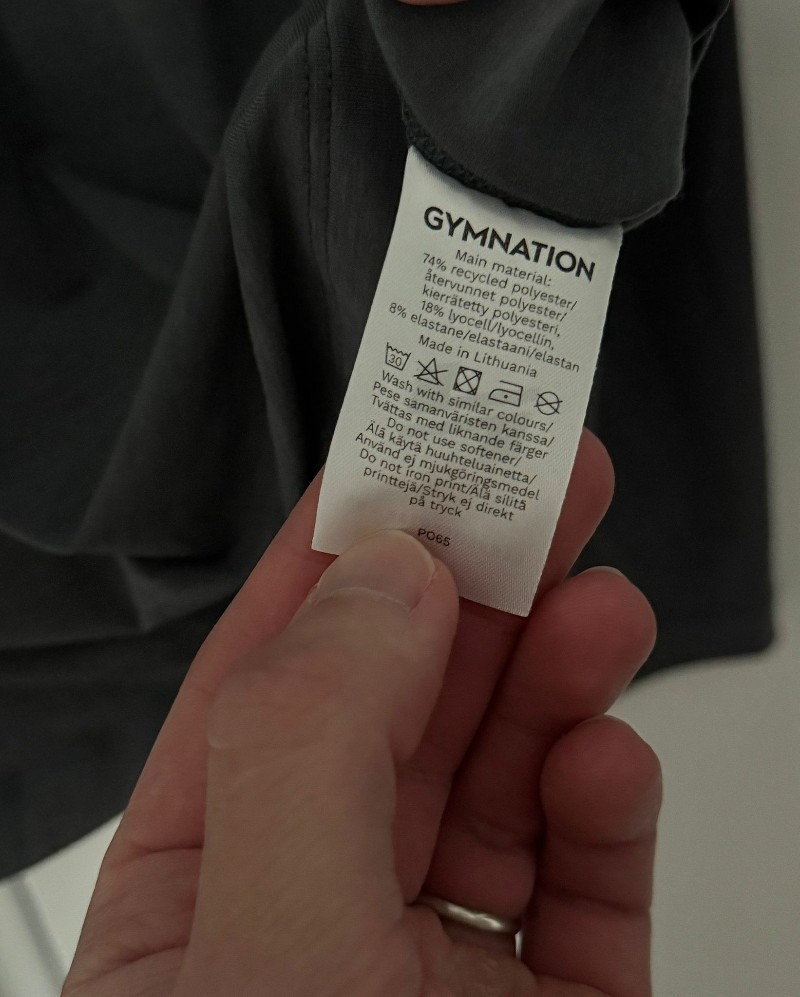 GYMNATION
Main material:
74% recycled polyester/
återvunnet polyester/
kierrätetty polyesteri,
18% lyocell/lyocellin,
8% elastane/elastaani/elastan
Made in Lithuania
30
Wash with similar colours/
Pese samanväristen kanssa/
Tvättas med liknande färger
Do not use softener/
Älä käytä huuhteluainetta/
Använd ej mjukgöringsmedel
Do not iron print/Älä silitä
printtejä/Stryk ej direkt
på tryck
PO65